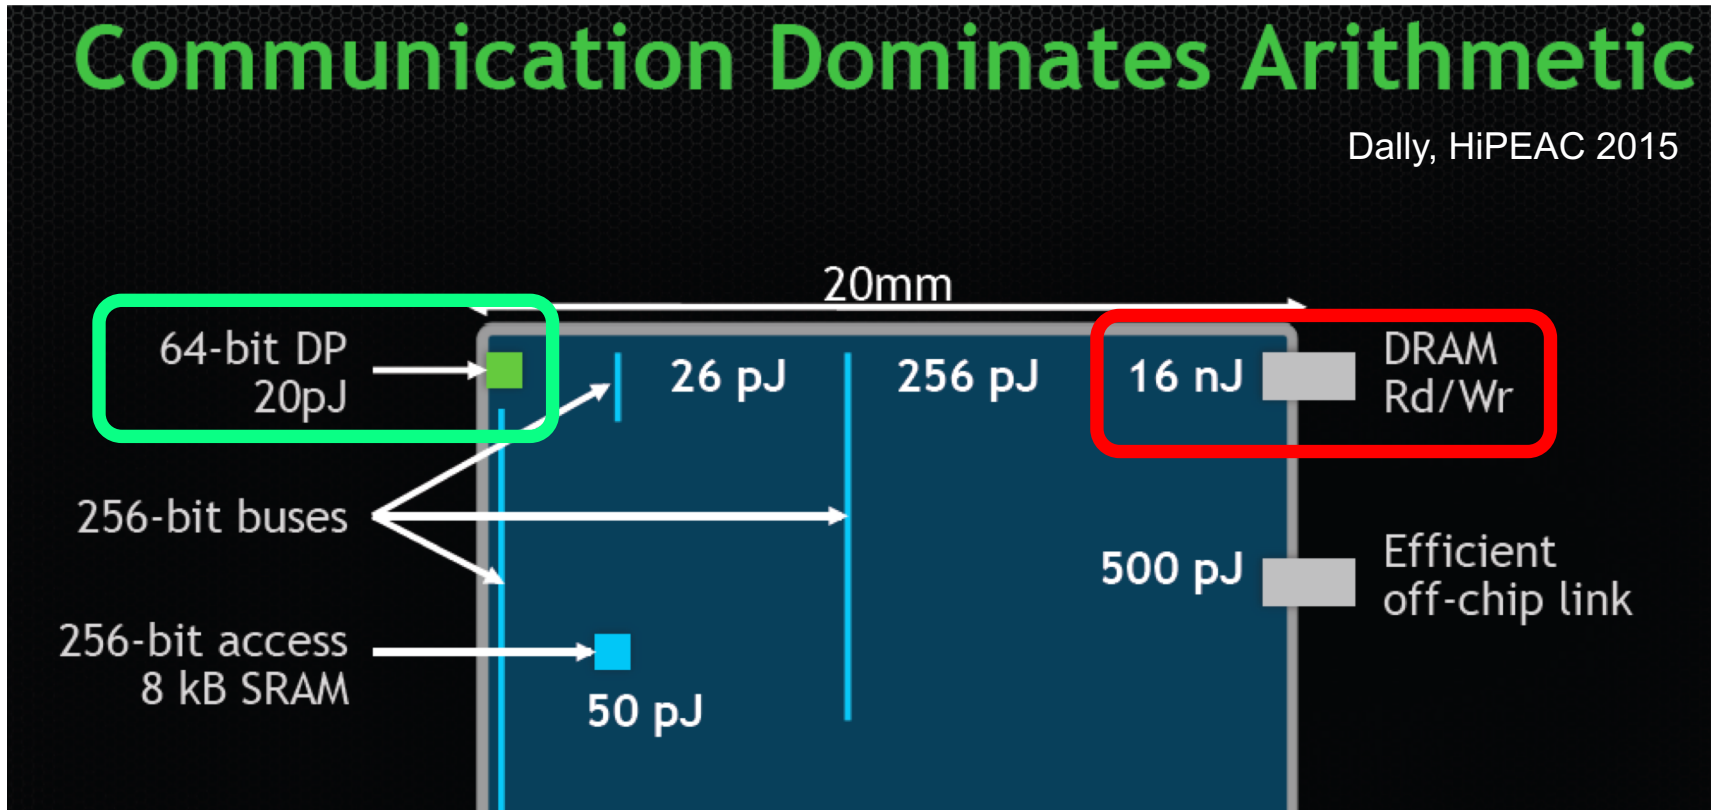 Communication Dominates Arithmetic
Dally, HiPEAC 2015
20mm
64-bit DP
20pJ
26 pJ
256 pJ
16 nJ
DRAM
Rd/Wr
256-bit buses
500 pJ
Efficient
off-chip link
256-bit access
8 kB SRAM
50 pJ